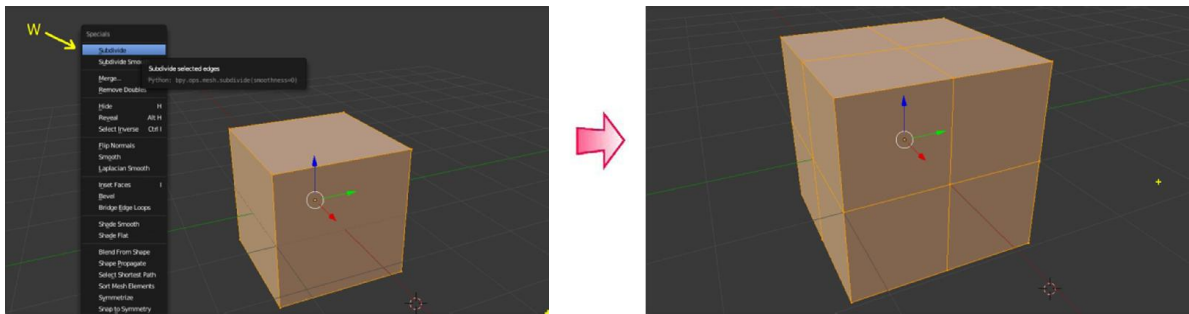 W
Specials
Subdivide
Subdivide Smo
Subdivide selected edges
Python: bpy.ops.mesh.subdivide(smoothness=0)
Merge...
Remove Doubles
Hide H
Reveal Alt H
Select Inverse Ctrl I
Flip Normals
Smooth
Laplacian Smooth
Inset Faces I
Bevel
Bridge Edge Loops
Shade Smooth
Shade Flat
Blend From Shape
Shape Propagate
Select Shortest Path
Sort Mesh Elements
Symmetrize
Snap to Symmetry